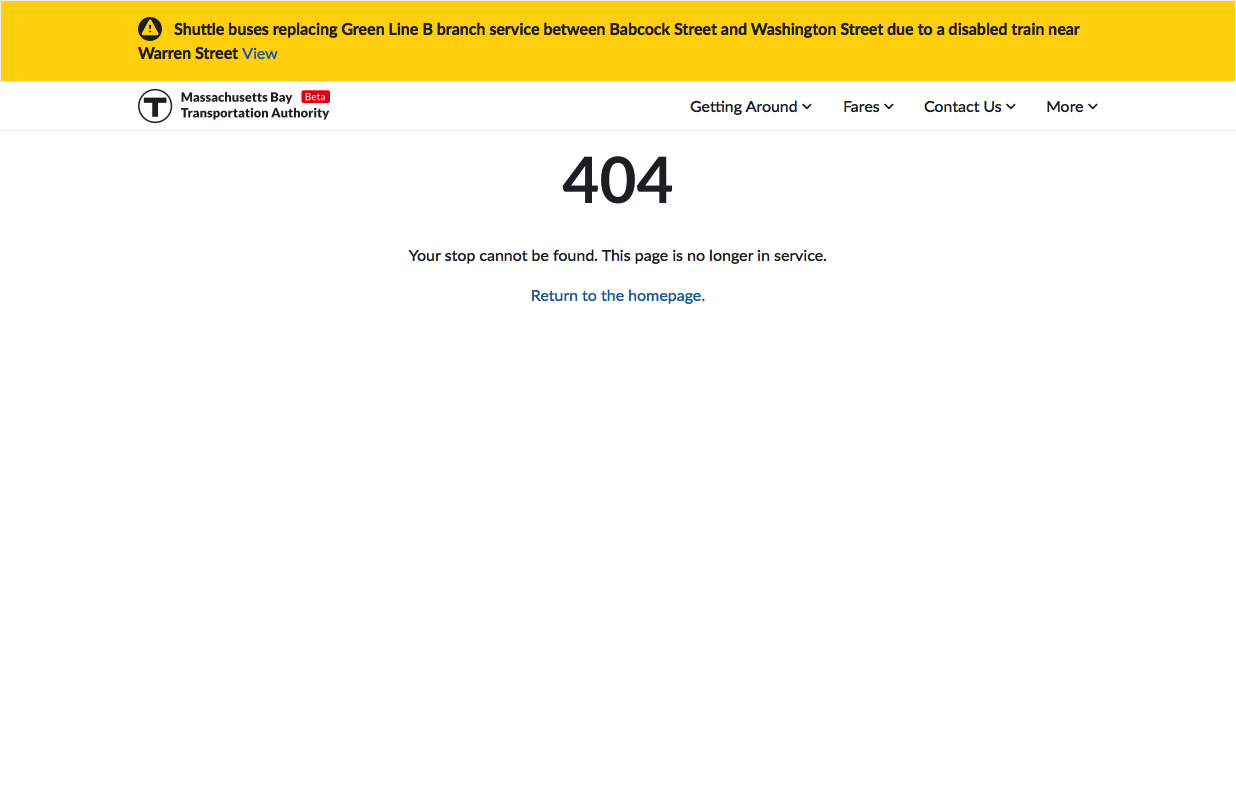 Shuttle buses replacing Green Line B branch service between Babcock Street and Washington Street due to a disabled train near
Warren Street View
T Massachusetts Bay Beta
Transportation Authority
Getting Around Fares Contact Us More
404
Your stop cannot be found. This page is no longer in service.
Return to the homepage.